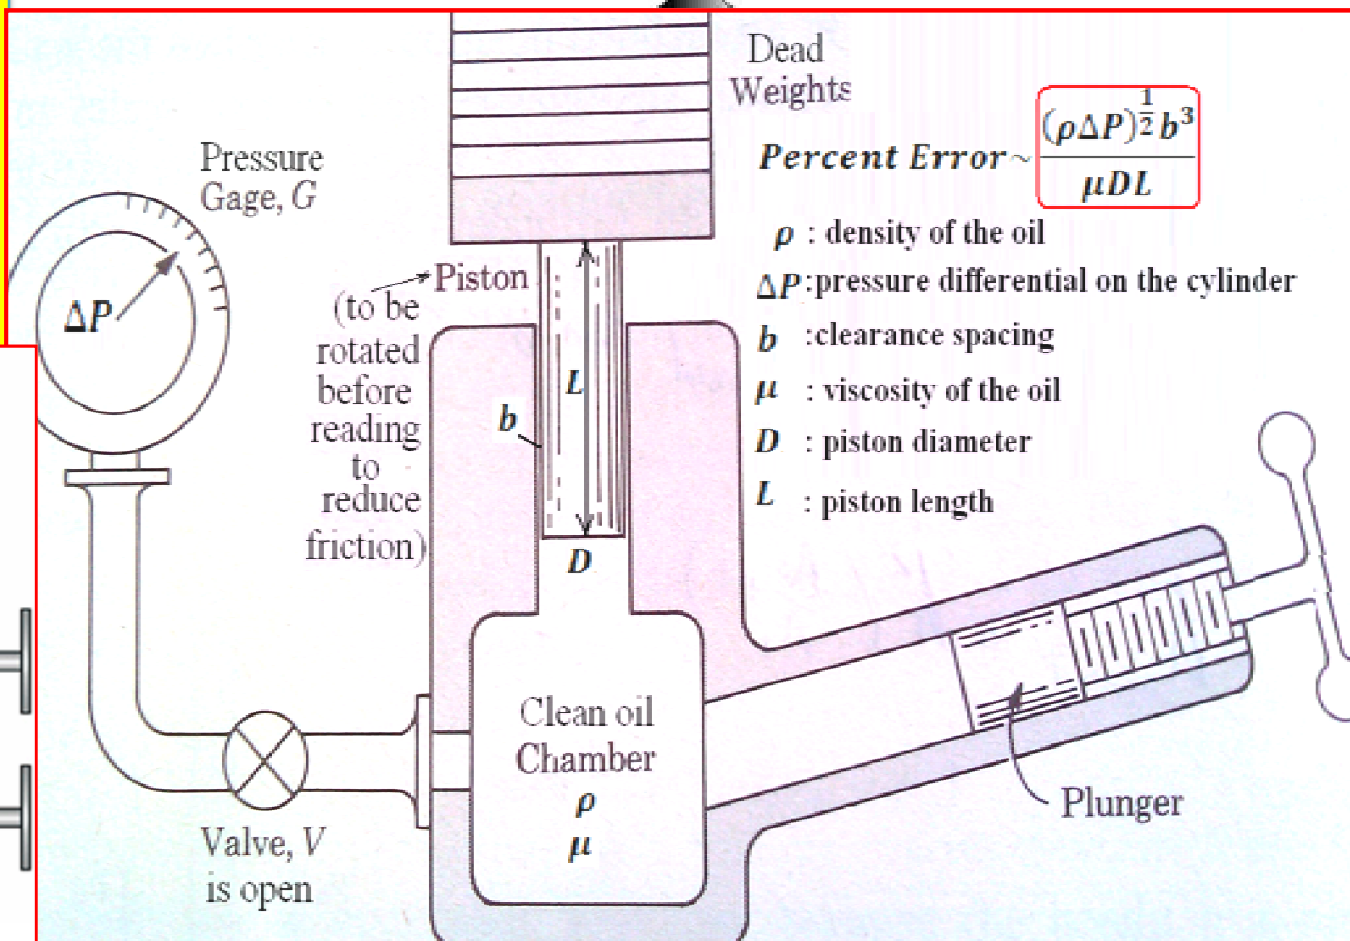 Dead
Weights
Pressure
Gage, G
Percent Error~ (ρΔP)^½ b³ / μDL
ρ : density of the oil
ΔP:pressure differential on the cylinder
b :clearance spacing
μ : viscosity of the oil
D : piston diameter
L : piston length
ΔP
Piston
(to be
rotated
before
reading
to
reduce
friction)
b
L
D
Clean oil
Chamber
ρ
μ
Plunger
Valve, V
is open